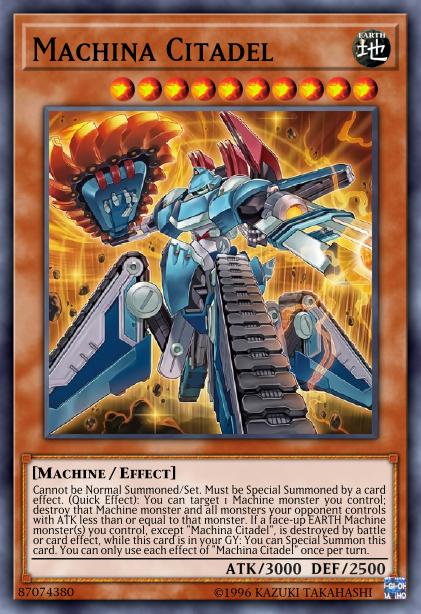 MACHINA CITADEL
EARTH
地
[MACHINE / EFFECT]
Cannot be Normal Summoned/Set. Must be Special Summoned by a card
effect. (Quick Effect): You can target 1 Machine monster you control;
destroy that Machine monster and all monsters your opponent controls
with ATK less than or equal to that monster. If a face-up EARTH Machine
monster(s) you control, except "Machina Citadel", is destroyed by battle
or card effect, while this card is in your GY: You can Special Summon this
card. You can only use each effect of "Machina Citadel" once per turn.
ATK/3000 DEF/2500
87074380
©1996 KAZUKI TAKAHASHI